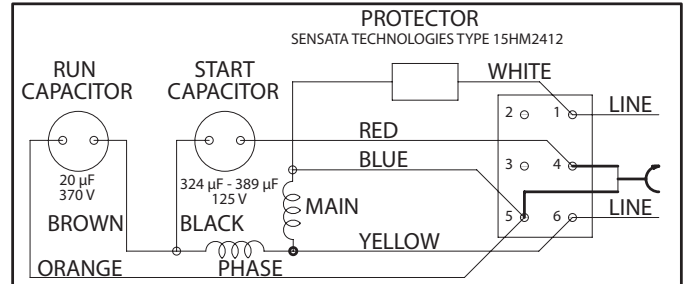 PROTECTOR
SENSATA TECHNOLOGIES TYPE 15HM2412
RUN
CAPACITOR
START
CAPACITOR
WHITE
2
1
LINE
RED
BLUE
3
4
20 µF
370 V
324 µF - 389 µF
125 V
MAIN
5
6
LINE
BROWN
BLACK
YELLOW
ORANGE
PHASE